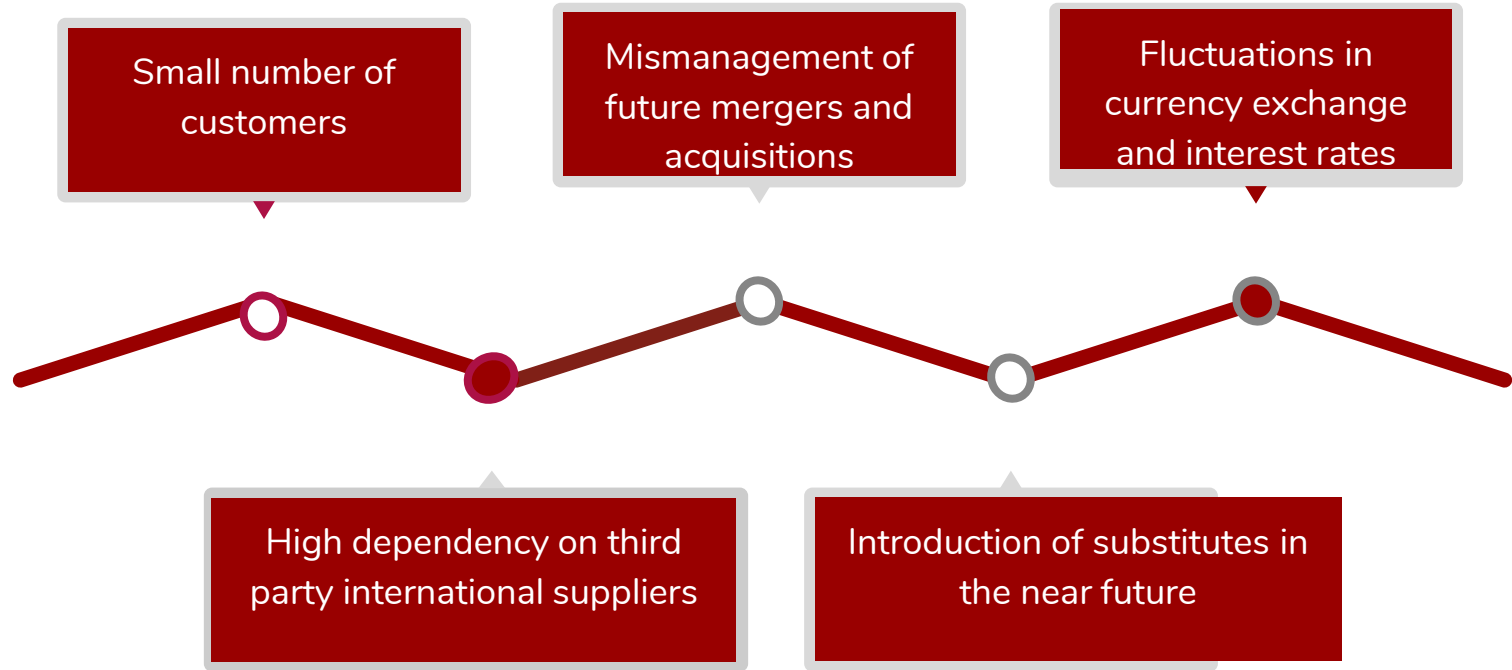 Small number of
customers
Mismanagement of
future mergers and
acquisitions
Fluctuations in
currency exchange
and interest rates
High dependency on third
party international suppliers
Introduction of substitutes in
the near future